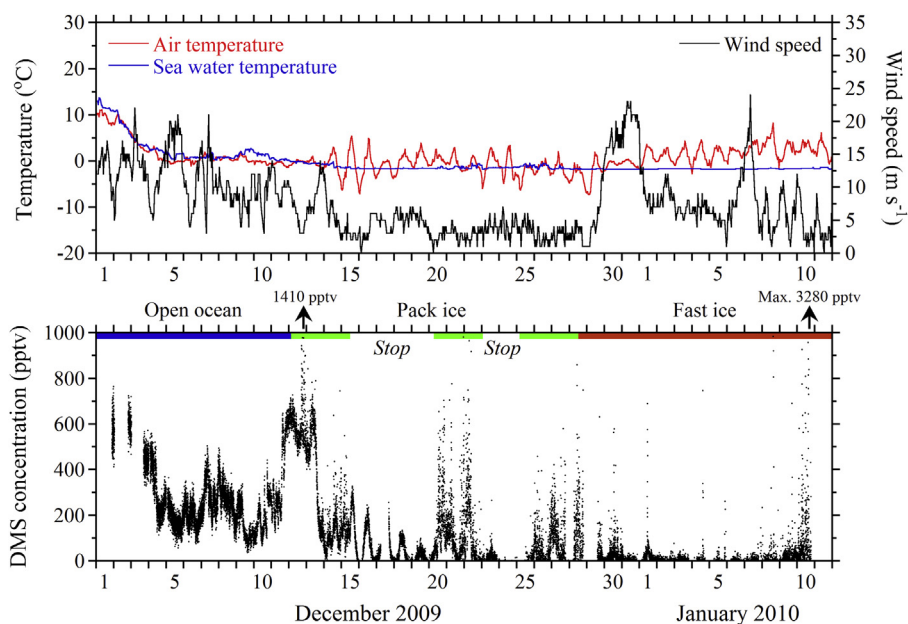 Air temperature
Sea water temperature
Wind speed
Temperature (°C)
30
20
10
0
-10
-20
Wind speed (m s-1)
35
30
25
20
15
10
5
0
1 5 10 15 20 25 30 1 5 10
1410 pptv
Max. 3280 pptv
Open ocean
Pack ice
Fast ice
Stop
Stop
DMS concentration (pptv)
1000
800
600
400
200
0
1 5 10 15 20 25 30 1 5 10
December 2009
January 2010